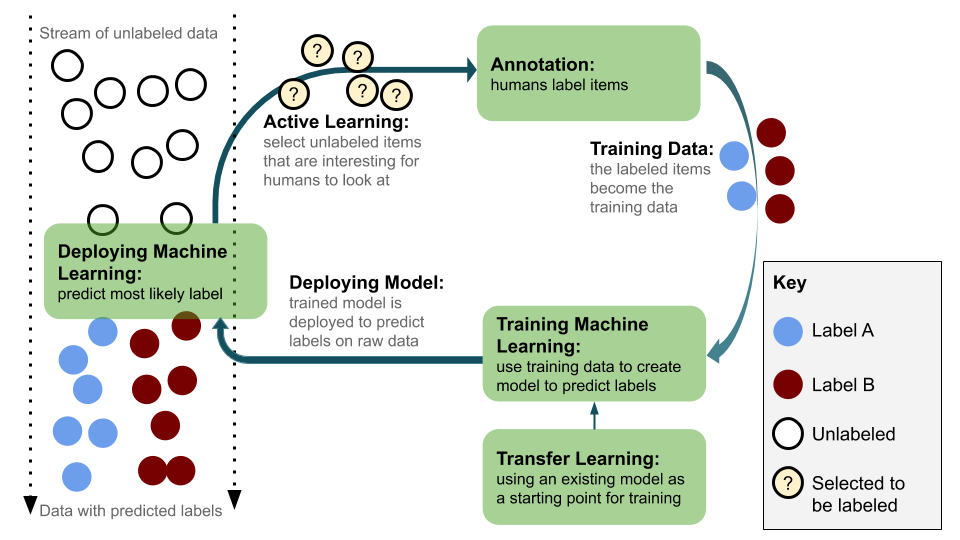 Stream of unlabeled data
?
?
?
?
?
Active Learning:
select unlabeled items
that are interesting for
humans to look at
Annotation:
humans label items
Training Data:
the labeled items
become the
training data
Deploying Machine
Learning:
predict most likely label
Deploying Model:
trained model is
deployed to predict
labels on raw data
Training Machine
Learning:
use training data to create
model to predict labels
Transfer Learning:
using an existing model as
a starting point for training
Data with predicted labels
Key
Label A
Label B
Unlabeled
?
Selected to
be labeled